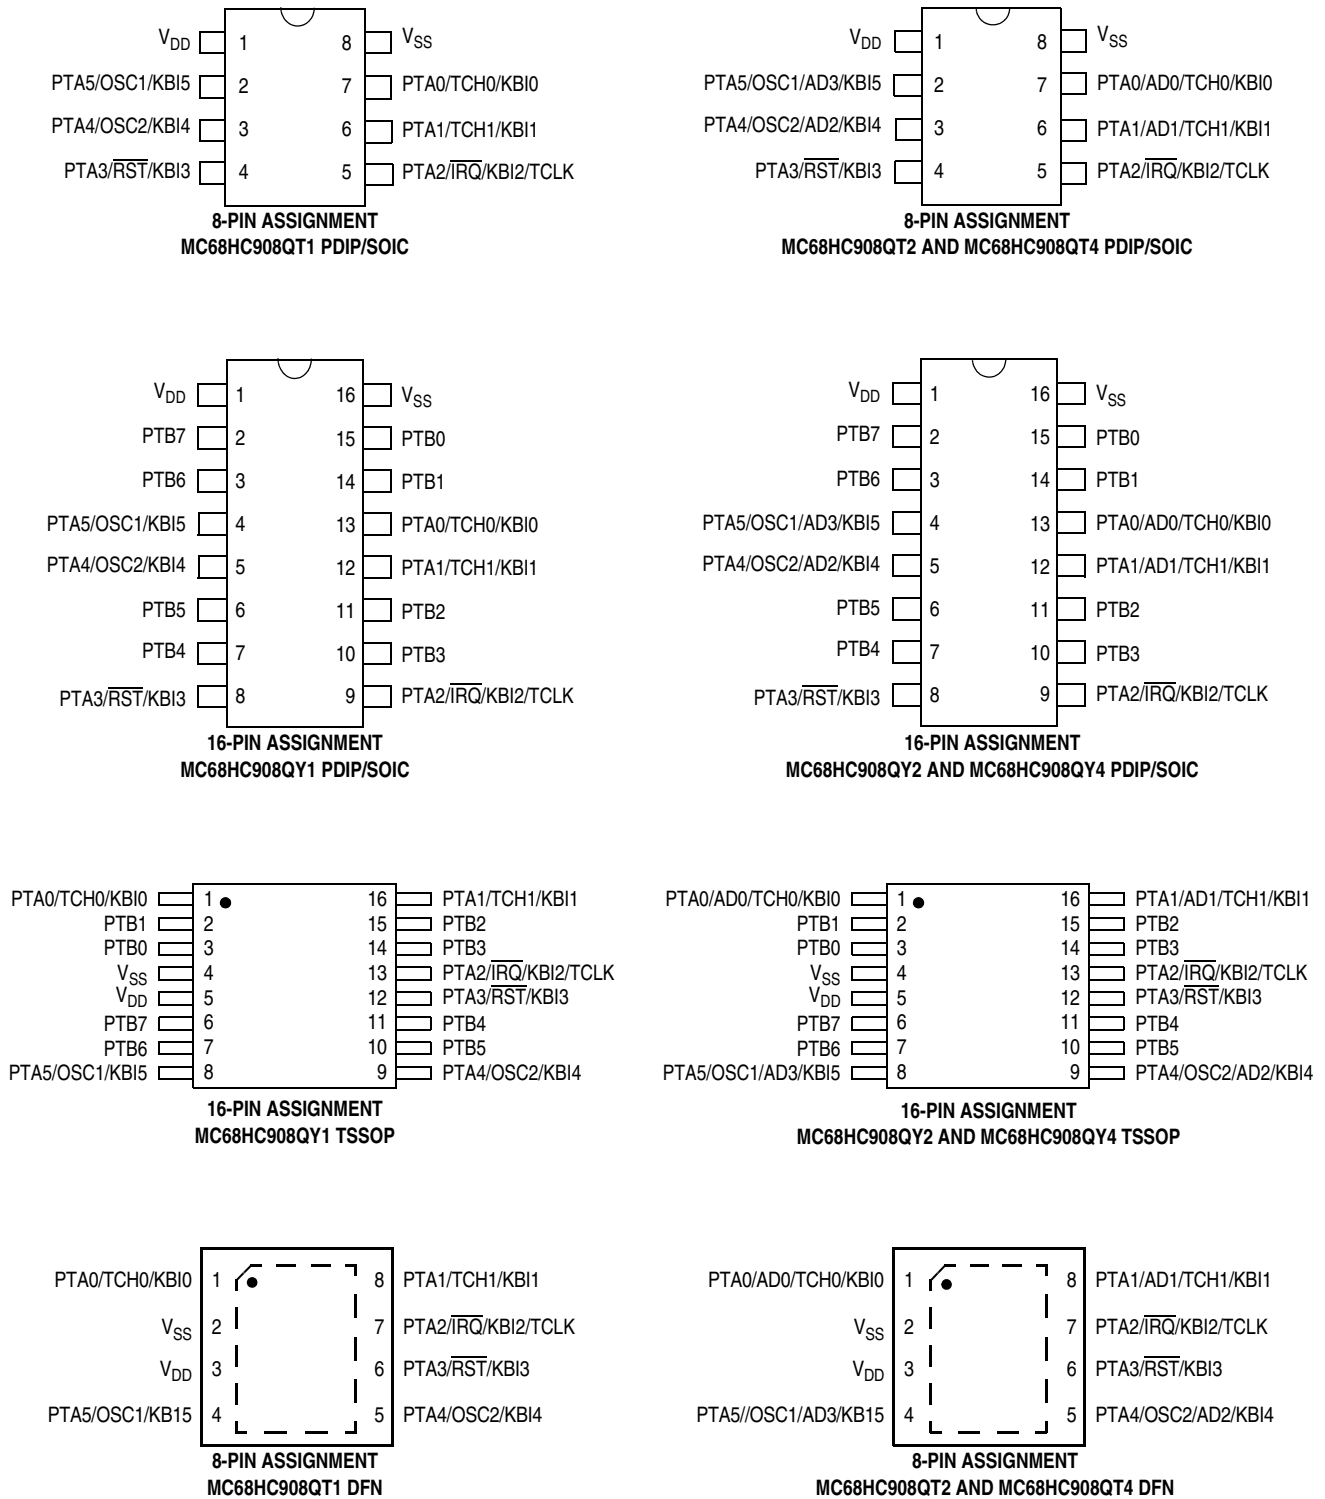 VDD 1 8 VSS
PTA5/OSC1/KBI5 2 7 PTA0/TCH0/KBI0
PTA4/OSC2/KBI4 3 6 PTA1/TCH1/KBI1
PTA3/R̅S̅T̅/KBI3 4 5 PTA2/I̅R̅Q̅/KBI2/TCLK
8-PIN ASSIGNMENT
MC68HC908QT1 PDIP/SOIC
VDD 1 8 VSS
PTA5/OSC1/AD3/KBI5 2 7 PTA0/AD0/TCH0/KBI0
PTA4/OSC2/AD2/KBI4 3 6 PTA1/AD1/TCH1/KBI1
PTA3/R̅S̅T̅/KBI3 4 5 PTA2/I̅R̅Q̅/KBI2/TCLK
8-PIN ASSIGNMENT
MC68HC908QT2 AND MC68HC908QT4 PDIP/SOIC
VDD 1 16 VSS
PTB7 2 15 PTB0
PTB6 3 14 PTB1
PTA5/OSC1/KBI5 4 13 PTA0/TCH0/KBI0
PTA4/OSC2/KBI4 5 12 PTA1/TCH1/KBI1
PTB5 6 11 PTB2
PTB4 7 10 PTB3
PTA3/R̅S̅T̅/KBI3 8 9 PTA2/I̅R̅Q̅/KBI2/TCLK
16-PIN ASSIGNMENT
MC68HC908QY1 PDIP/SOIC
VDD 1 16 VSS
PTB7 2 15 PTB0
PTB6 3 14 PTB1
PTA5/OSC1/AD3/KBI5 4 13 PTA0/AD0/TCH0/KBI0
PTA4/OSC2/AD2/KBI4 5 12 PTA1/AD1/TCH1/KBI1
PTB5 6 11 PTB2
PTB4 7 10 PTB3
PTA3/R̅S̅T̅/KBI3 8 9 PTA2/I̅R̅Q̅/KBI2/TCLK
16-PIN ASSIGNMENT
MC68HC908QY2 AND MC68HC908QY4 PDIP/SOIC
PTA0/TCH0/KBI0 1 16 PTA1/TCH1/KBI1
PTB1 2 15 PTB2
PTB0 3 14 PTB3
VSS 4 13 PTA2/I̅R̅Q̅/KBI2/TCLK
VDD 5 12 PTA3/R̅S̅T̅/KBI3
PTB7 6 11 PTB4
PTB6 7 10 PTB5
PTA5/OSC1/KBI5 8 9 PTA4/OSC2/KBI4
16-PIN ASSIGNMENT
MC68HC908QY1 TSSOP
PTA0/AD0/TCH0/KBI0 1 16 PTA1/AD1/TCH1/KBI1
PTB1 2 15 PTB2
PTB0 3 14 PTB3
VSS 4 13 PTA2/I̅R̅Q̅/KBI2/TCLK
VDD 5 12 PTA3/R̅S̅T̅/KBI3
PTB7 6 11 PTB4
PTB6 7 10 PTB5
PTA5/OSC1/AD3/KBI5 8 9 PTA4/OSC2/AD2/KBI4
16-PIN ASSIGNMENT
MC68HC908QY2 AND MC68HC908QY4 TSSOP
PTA0/TCH0/KBI0 1 8 PTA1/TCH1/KBI1
VSS 2 7 PTA2/I̅R̅Q̅/KBI2/TCLK
VDD 3 6 PTA3/R̅S̅T̅/KBI3
PTA5/OSC1/KB15 4 5 PTA4/OSC2/KBI4
8-PIN ASSIGNMENT
MC68HC908QT1 DFN
PTA0/AD0/TCH0/KBI0 1 8 PTA1/AD1/TCH1/KBI1
VSS 2 7 PTA2/I̅R̅Q̅/KBI2/TCLK
VDD 3 6 PTA3/R̅S̅T̅/KBI3
PTA5//OSC1/AD3/KB15 4 5 PTA4/OSC2/AD2/KBI4
8-PIN ASSIGNMENT
MC68HC908QT2 AND MC68HC908QT4 DFN